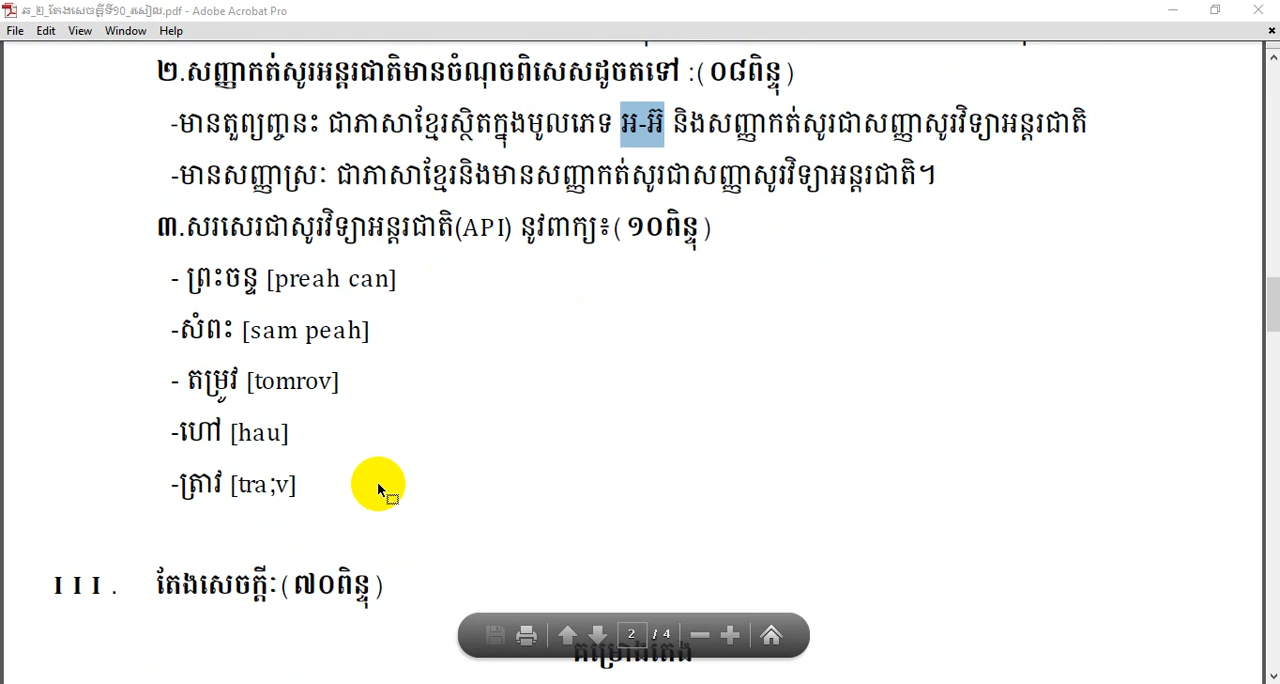 ឆ_២_តែងសេចក្តីទី10_រសៀល.pdf - Adobe Acrobat Pro
File Edit View Window Help
២.សញ្ញាកត់សូរអន្តរជាតិមានចំណុចពិសេសដូចតទៅ :(០៨ពិន្ទុ)
-មានតួព្យញ្ចនះ ជាភាសាខ្មែរស្ថិតក្នុងមូលភេទ អ-អ៊ និងសញ្ញាកត់សូរជាសញ្ញាសូរវិទ្យាអន្តរជាតិ
-មានសញ្ញាស្រៈ ជាភាសាខ្មែរនិងមានសញ្ញាកត់សូរជាសញ្ញាសូរវិទ្យាអន្តរជាតិ។
៣.សរសេរជាសូរវិទ្យាអន្តរជាតិ(API) នូវពាក្យ៖(១០ពិន្ទុ)
- ព្រះចន្ទ [preah can]
-សំពះ [sam peah]
- តម្រូវ [tomrov]
-ហៅ [hau]
-ត្រាវ [tra;v]
III. តែងសេចក្តីៈ(៧០ពិន្ទុ)
2 / 4
គម្រោងតែង